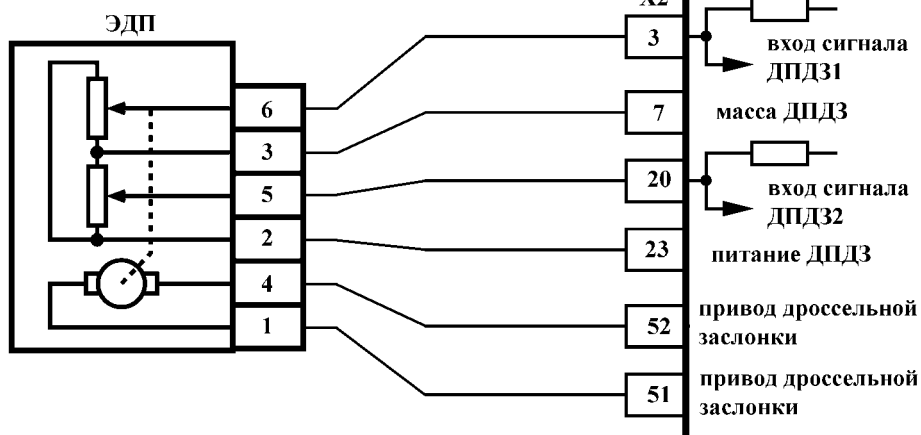 ЭДП
X2
6
3
5
2
4
1
3
вход сигнала
ДПДЗ1
7
масса ДПДЗ
20
вход сигнала
ДПДЗ2
23
питание ДПДЗ
52
привод дроссельной
заслонки
51
привод дроссельной
заслонки